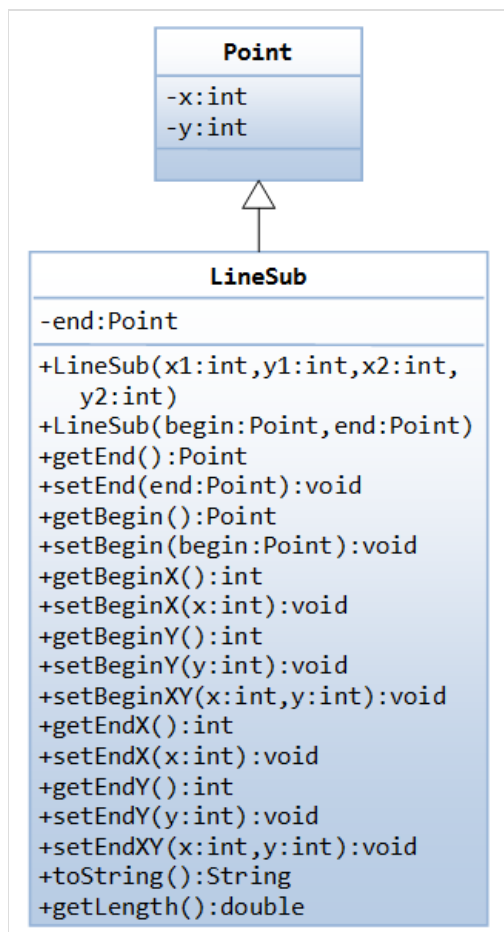 Point
-x:int
-y:int
LineSub
-end:Point
+LineSub(x1:int,y1:int,x2:int,
y2:int)
+LineSub(begin:Point,end:Point)
+getEnd():Point
+setEnd(end:Point):void
+getBegin():Point
+setBegin(begin:Point):void
+getBeginX():int
+setBeginX(x:int):void
+getBeginY():int
+setBeginY(y:int):void
+setBeginXY(x:int,y:int):void
+getEndX():int
+setEndX(x:int):void
+getEndY():int
+setEndY(y:int):void
+setEndXY(x:int,y:int):void
+toString():String
+getLength():double